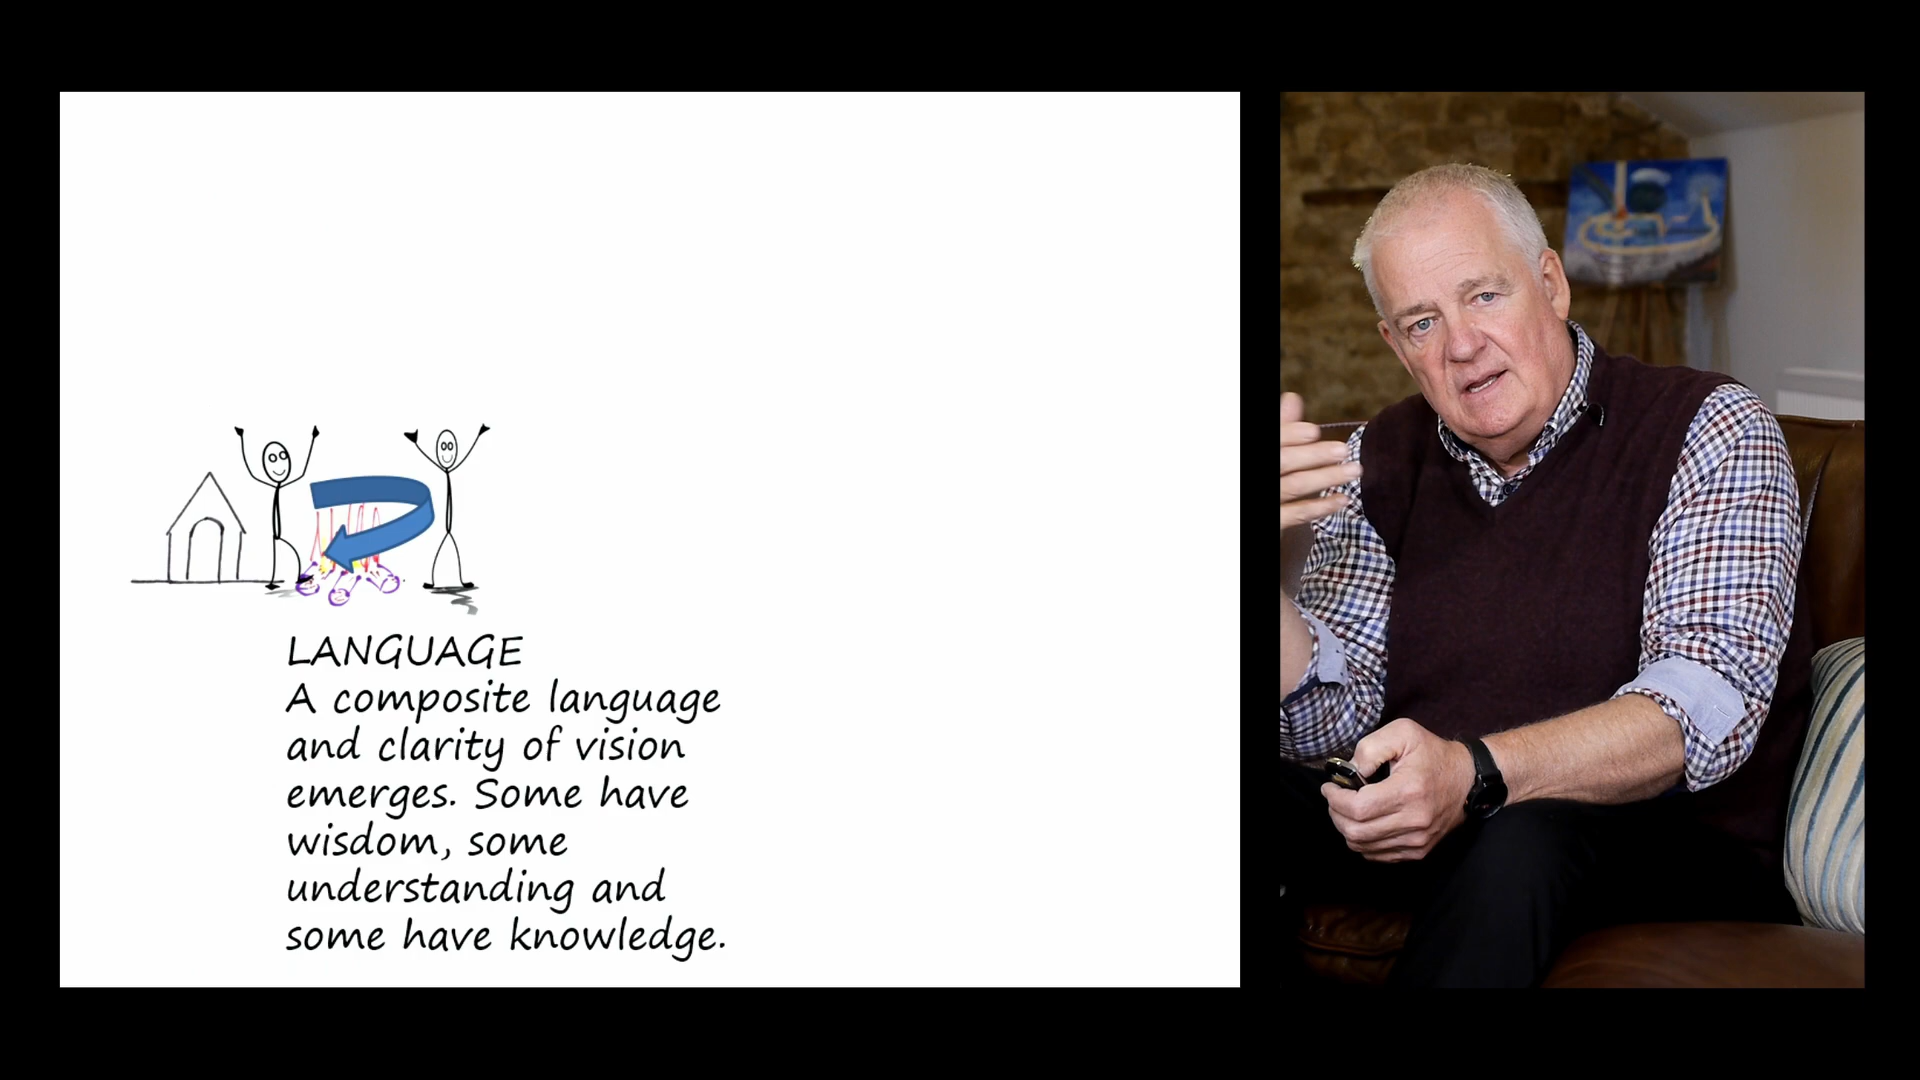 LANGUAGE
A composite language
and clarity of vision
emerges. Some have
wisdom, some
understanding and
some have knowledge.